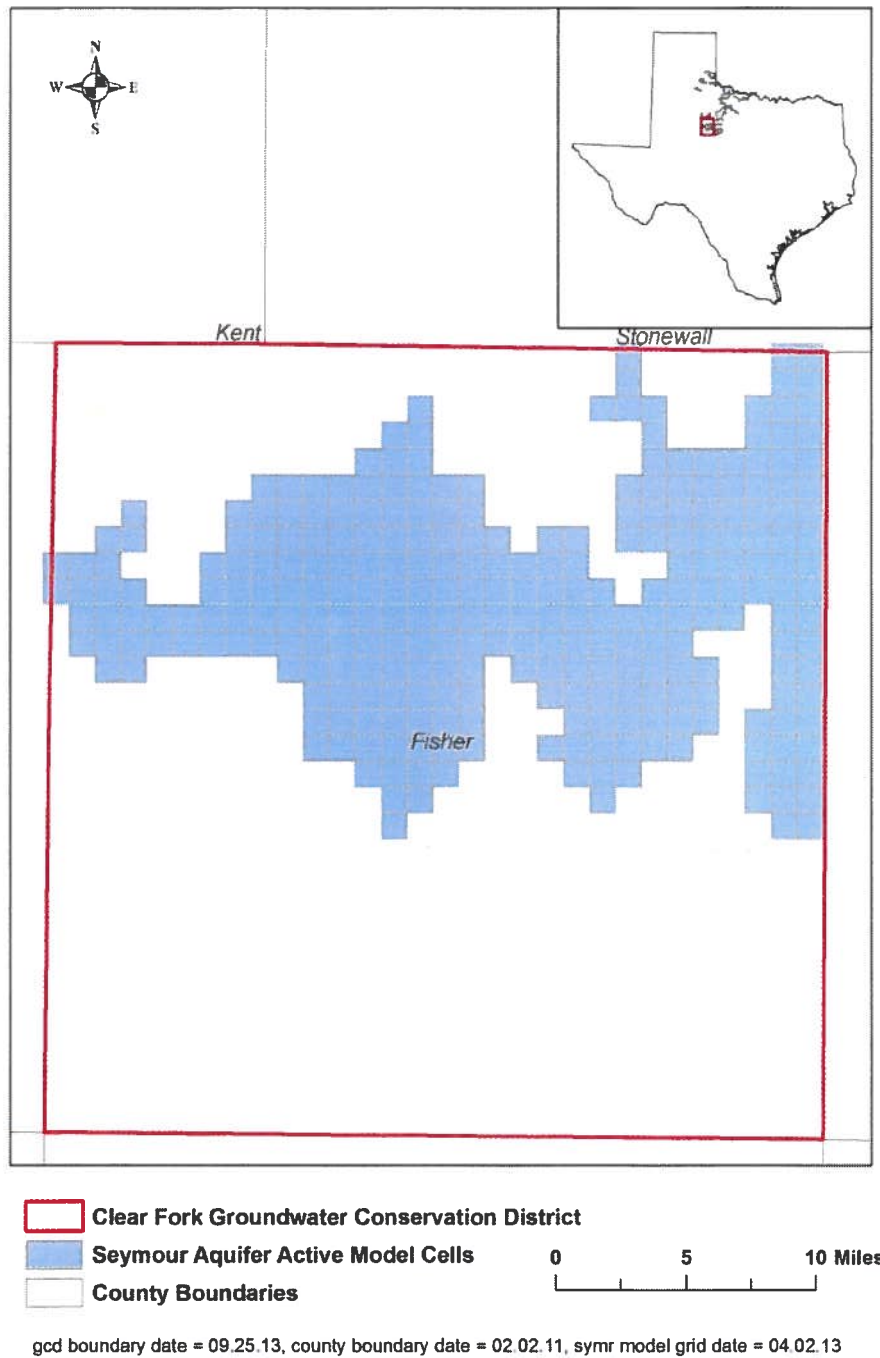 N
W E
S
Kent
Stonewall
Fisher
Clear Fork Groundwater Conservation District
Seymour Aquifer Active Model Cells
0 5 10 Miles
County Boundaries
gcd boundary date = 09.25.13, county boundary date = 02.02.11, symr model grid date = 04.02.13